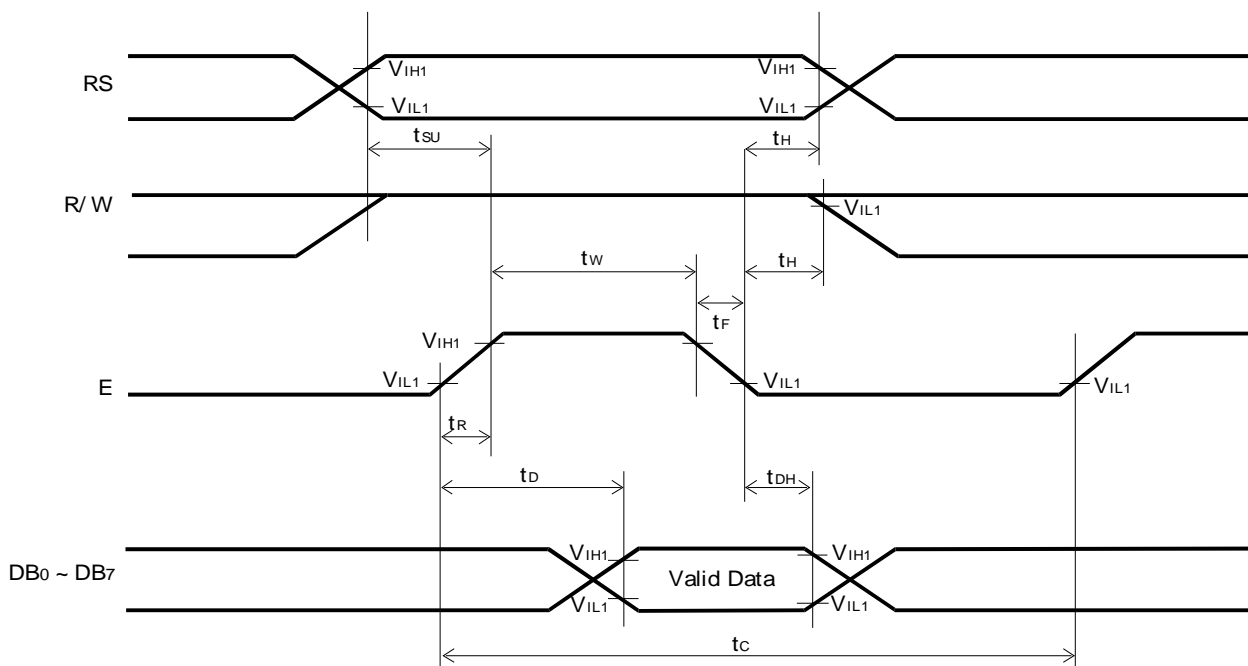 RS
VIH1
VIL1
VIH1
VIL1
tSU
tH
R/ W
VIL1
tW
tH
tF
E
VIH1
VIL1
VIL1
VIL1
tR
tD
tDH
DB0 ~ DB7
VIH1
VIL1
Valid Data
VIH1
VIL1
tC